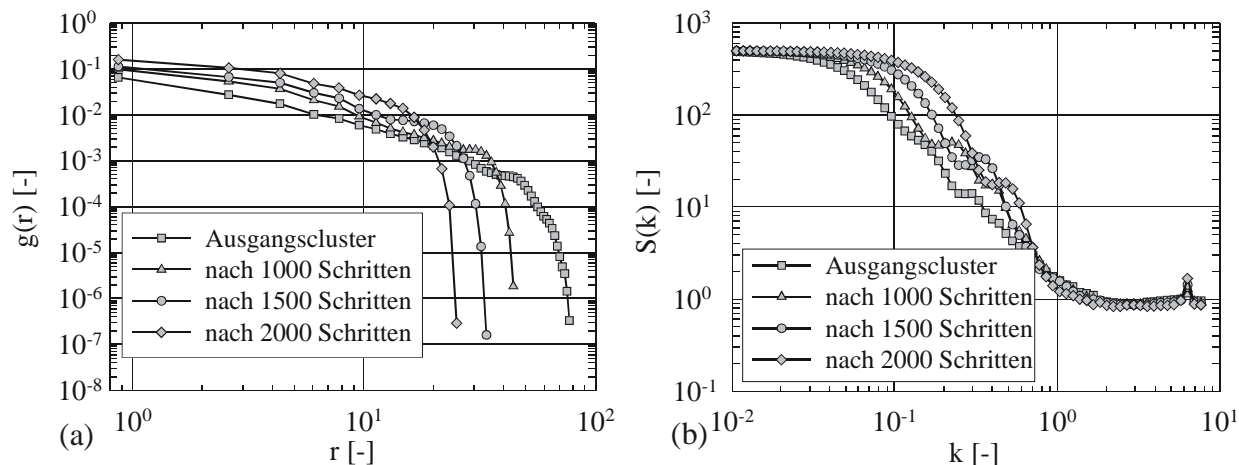 10^0
10^-1
10^-2
10^-3
10^-4
10^-5
10^-6
10^-7
10^-8
g(r) [-]
Ausgangscluster
nach 1000 Schritten
nach 1500 Schritten
nach 2000 Schritten
10^0 10^1 10^2
(a) r [-]
10^3
10^2
10^1
10^0
10^-1
S(k) [-]
Ausgangscluster
nach 1000 Schritten
nach 1500 Schritten
nach 2000 Schritten
10^-2 10^-1 10^0 10^1
(b) k [-]